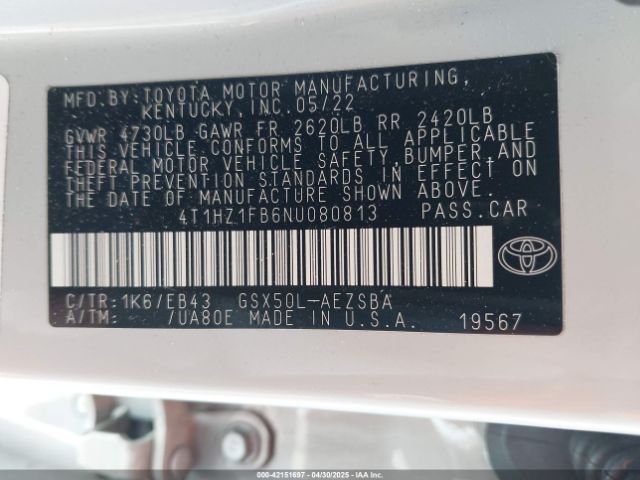 MFD.BY:TOYOTA MOTOR MANUFACTURING,
KENTUCKY,INC.05/22
GVWR 4730LB GAWR FR 2620LB RR 2420LB
THIS VEHICLE CONFORMS TO ALL APPLICABLE
FEDERAL MOTOR VEHICLE SAFETY,BUMPER,AND
THEFT PREVENTION STANDARDS IN EFFECT ON
THE DATE OF MANUFACTURE SHOWN ABOVE.
4T1HZ1FB6NU080813 PASS.CAR
C/TR:1K6/EB43 GSX50L-AEZSBA
A/TM: -/UA80E MADE IN U.S.A. 19567
000-42151697 - 04/30/2025 - IAAI.COM